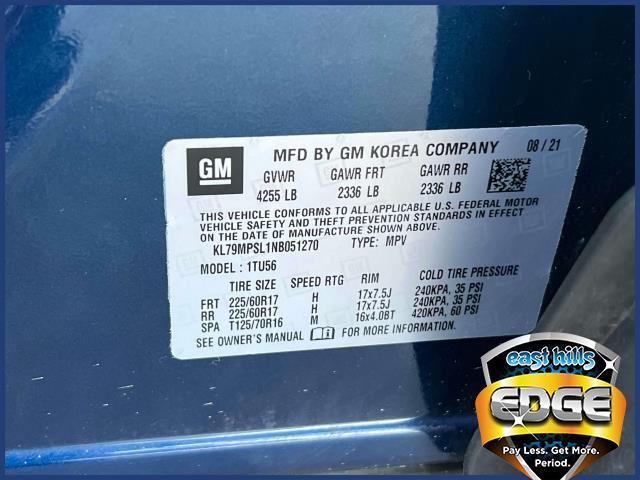 GM
MFD BY GM KOREA COMPANY 08/21
GVWR GAWR FRT GAWR RR
4255 LB 2336 LB 2336 LB
THIS VEHICLE CONFORMS TO ALL APPLICABLE U.S. FEDERAL MOTOR
VEHICLE SAFETY AND THEFT PREVENTION STANDARDS IN EFFECT
ON THE DATE OF MANUFACTURE SHOWN ABOVE.
KL79MPSL1NB051270 TYPE: MPV
MODEL : 1TU56
TIRE SIZE SPEED RTG RIM COLD TIRE PRESSURE
FRT 225/60R17 H 17x7.5J 240KPA, 35 PSI
RR 225/60R17 H 17x7.5J 240KPA, 35 PSI
SPA T125/70R16 M 16x4.0BT 420KPA, 60 PSI
SEE OWNER'S MANUAL FOR MORE INFORMATION.
east hills
EDGE
Pay Less. Get More.
Period.